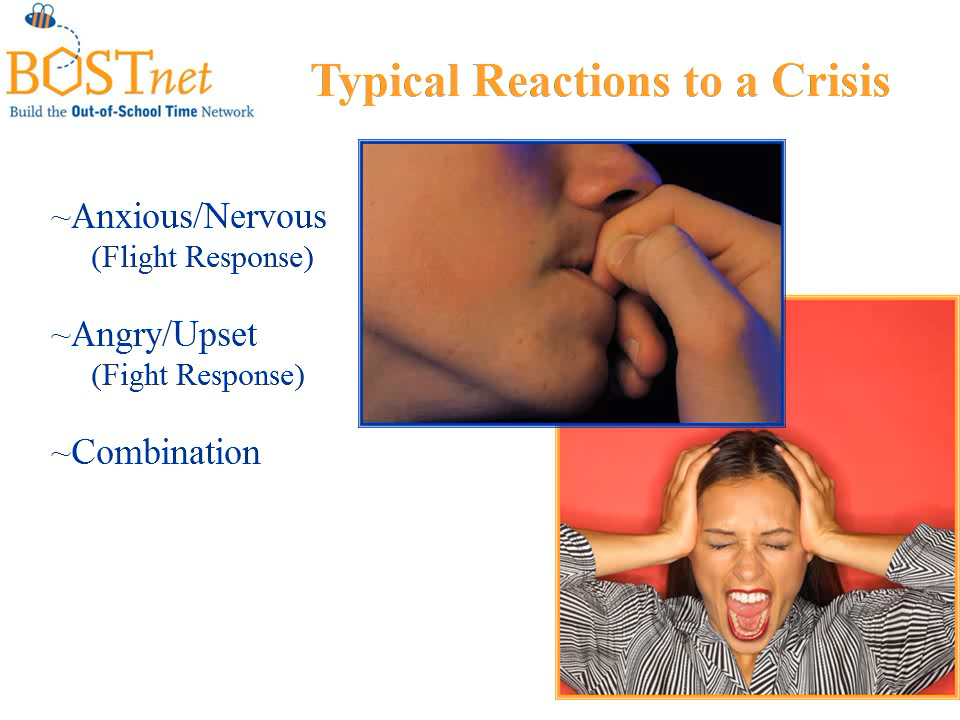 BOSTnet
Build the Out-of-School Time Network
Typical Reactions to a Crisis
~Anxious/Nervous
(Flight Response)
~Angry/Upset
(Fight Response)
~Combination